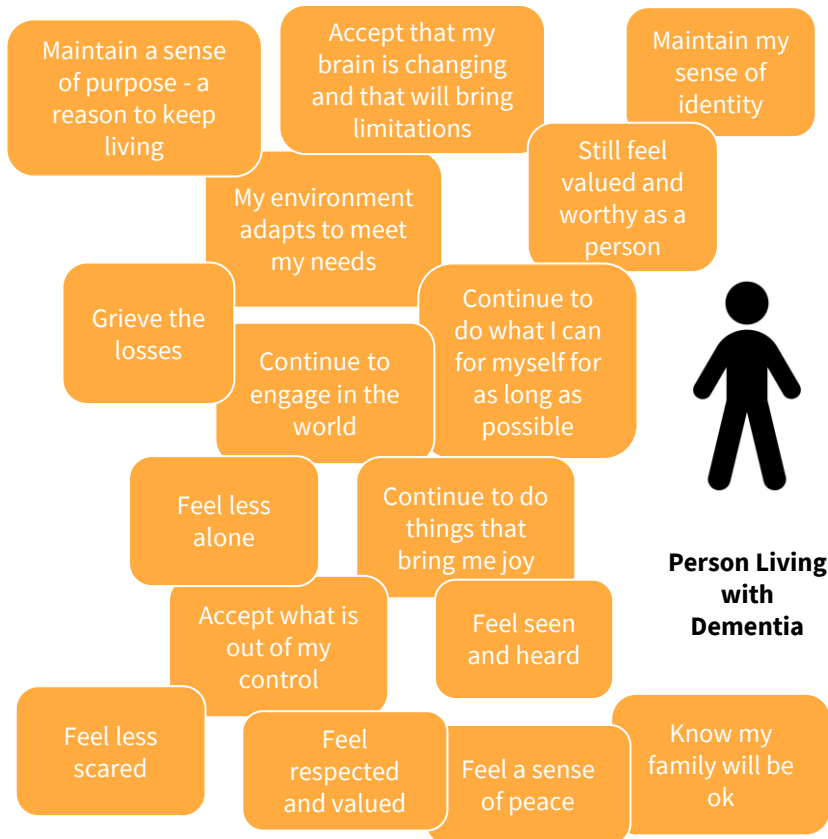 Maintain a sense
of purpose - a
reason to keep
living
Accept that my
brain is changing
and that will bring
limitations
Maintain my
sense of
identity
Still feel
valued and
worthy as a
person
My environment
adapts to meet
my needs
Grieve the
losses
Continue to
engage in the
world
Continue to
do what I can
for myself for
as long as
possible
Feel less
alone
Continue to do
things that
bring me joy
Person Living
with
Dementia
Accept what is
out of my
control
Feel seen
and heard
Feel less
scared
Feel
respected
and valued
Feel a sense
of peace
Know my
family will be
ok